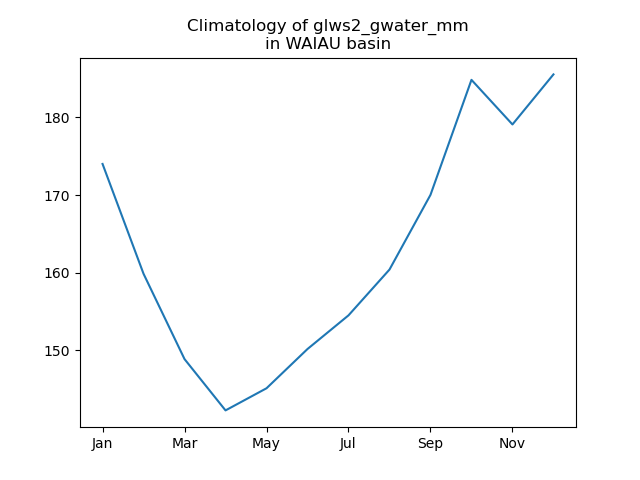 Climatology of glws2_gwater_mm
in WAIAU basin
180
170
160
150
Jan
Mar
May
Jul
Sep
Nov